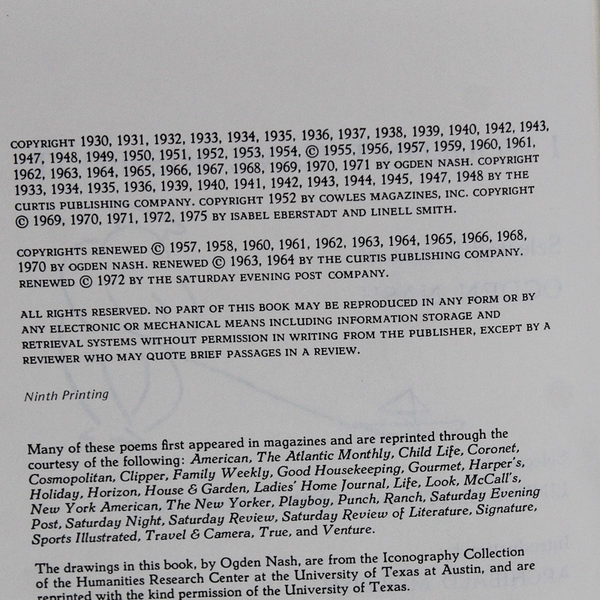 COPYRIGHT 1930, 1931, 1932, 1933, 1934, 1935, 1936, 1937, 1938, 1939, 1940, 1942, 1943,
1947, 1948, 1949, 1950, 1951, 1952, 1953, 1954, © 1955, 1956, 1957, 1959, 1960, 1961,
1962, 1963, 1964, 1965, 1966, 1967, 1968, 1969, 1970, 1971 BY OGDEN NASH. COPYRIGHT
1933, 1934, 1935, 1936, 1939, 1940, 1941, 1942, 1943, 1944, 1945, 1947, 1948 BY THE
CURTIS PUBLISHING COMPANY. COPYRIGHT 1952 BY COWLES MAGAZINES, INC. COPYRIGHT
© 1969, 1970, 1971, 1972, 1975 BY ISABEL EBERSTADT AND LINELL SMITH.
COPYRIGHTS RENEWED © 1957, 1958, 1960, 1961, 1962, 1963, 1964, 1965, 1966, 1968,
1970 BY OGDEN NASH. RENEWED © 1963, 1964 BY THE CURTIS PUBLISHING COMPANY.
RENEWED © 1972 BY THE SATURDAY EVENING POST COMPANY.
ALL RIGHTS RESERVED. NO PART OF THIS BOOK MAY BE REPRODUCED IN ANY FORM OR BY
ANY ELECTRONIC OR MECHANICAL MEANS INCLUDING INFORMATION STORAGE AND
RETRIEVAL SYSTEMS WITHOUT PERMISSION IN WRITING FROM THE PUBLISHER, EXCEPT BY A
REVIEWER WHO MAY QUOTE BRIEF PASSAGES IN A REVIEW.
Ninth Printing
Many of these poems first appeared in magazines and are reprinted through the
courtesy of the following: American, The Atlantic Monthly, Child Life, Coronet,
Cosmopolitan, Clipper, Family Weekly, Good Housekeeping, Gourmet, Harper's,
Holiday, Horizon, House & Garden, Ladies' Home Journal, Life, Look, McCall's,
New York American, The New Yorker, Playboy, Punch, Ranch, Saturday Evening
Post, Saturday Night, Saturday Review, Saturday Review of Literature, Signature,
Sports Illustrated, Travel & Camera, True, and Venture.
The drawings in this book, by Ogden Nash, are from the Iconography Collection
of the Humanities Research Center at the University of Texas at Austin, and are
reprinted with the kind permission of the University of Texas.